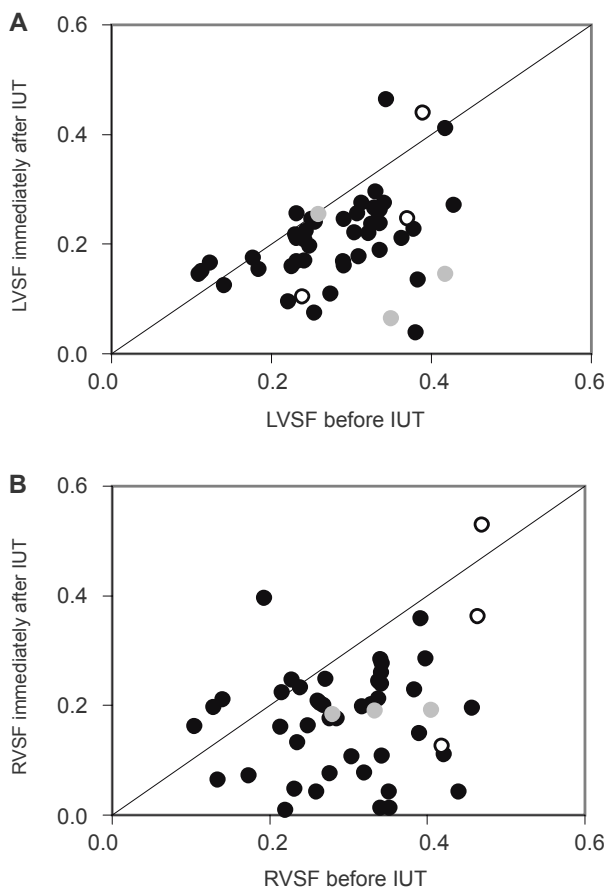 A
0.6
0.4
0.2
0.0
LVSF immediately after IUT
0.0 0.2 0.4 0.6
LVSF before IUT
B
0.6
0.4
0.2
0.0
RVSF immediately after IUT
0.0 0.2 0.4 0.6
RVSF before IUT